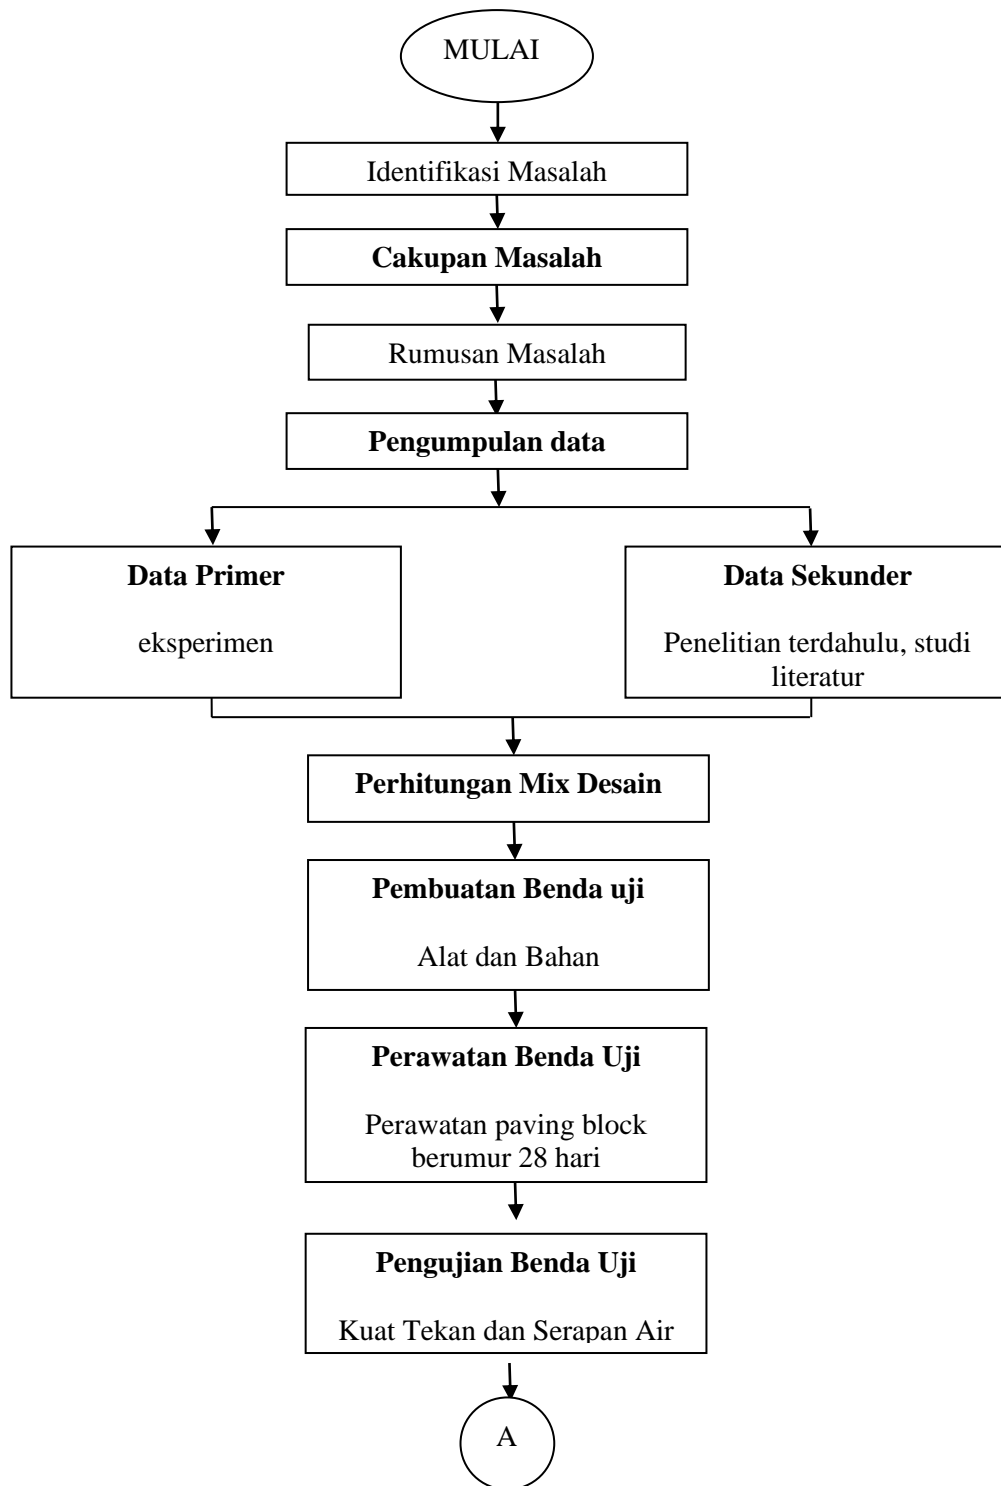 MULAI
Identifikasi Masalah
Cakupan Masalah
Rumusan Masalah
Pengumpulan data
Data Primer
eksperimen
Data Sekunder
Penelitian terdahulu, studi
literatur
Perhitungan Mix Desain
Pembuatan Benda uji
Alat dan Bahan
Perawatan Benda Uji
Perawatan paving block
berumur 28 hari
Pengujian Benda Uji
Kuat Tekan dan Serapan Air
A